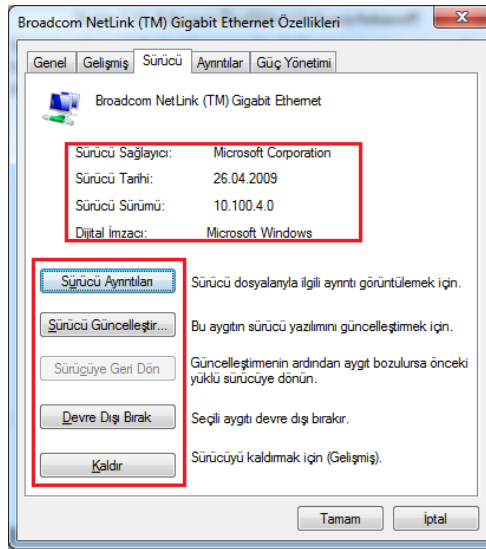 Broadcom NetLink (TM) Gigabit Ethernet Özellikleri
Genel Gelişmiş Sürücü Ayrıntılar Güç Yönetimi
Broadcom NetLink (TM) Gigabit Ethernet
Sürücü Sağlayıcı: Microsoft Corporation
Sürücü Tarihi: 26.04.2009
Sürücü Sürümü: 10.100.4.0
Dijital İmzacı: Microsoft Windows
Sürücü Ayrıntıları Sürücü dosyalarıyla ilgili ayrıntı görüntülemek için.
Sürücü Güncelleştir... Bu aygıtın sürücü yazılımını güncelleştirmek için.
Sürücüye Geri Dön Güncelleştirmenin ardından aygıt bozulursa önceki
yüklü sürücüye dönün.
Devre Dışı Bırak Seçili aygıtı devre dışı bırakır.
Kaldır Sürücüyü kaldırmak için (Gelişmiş).
Tamam İptal